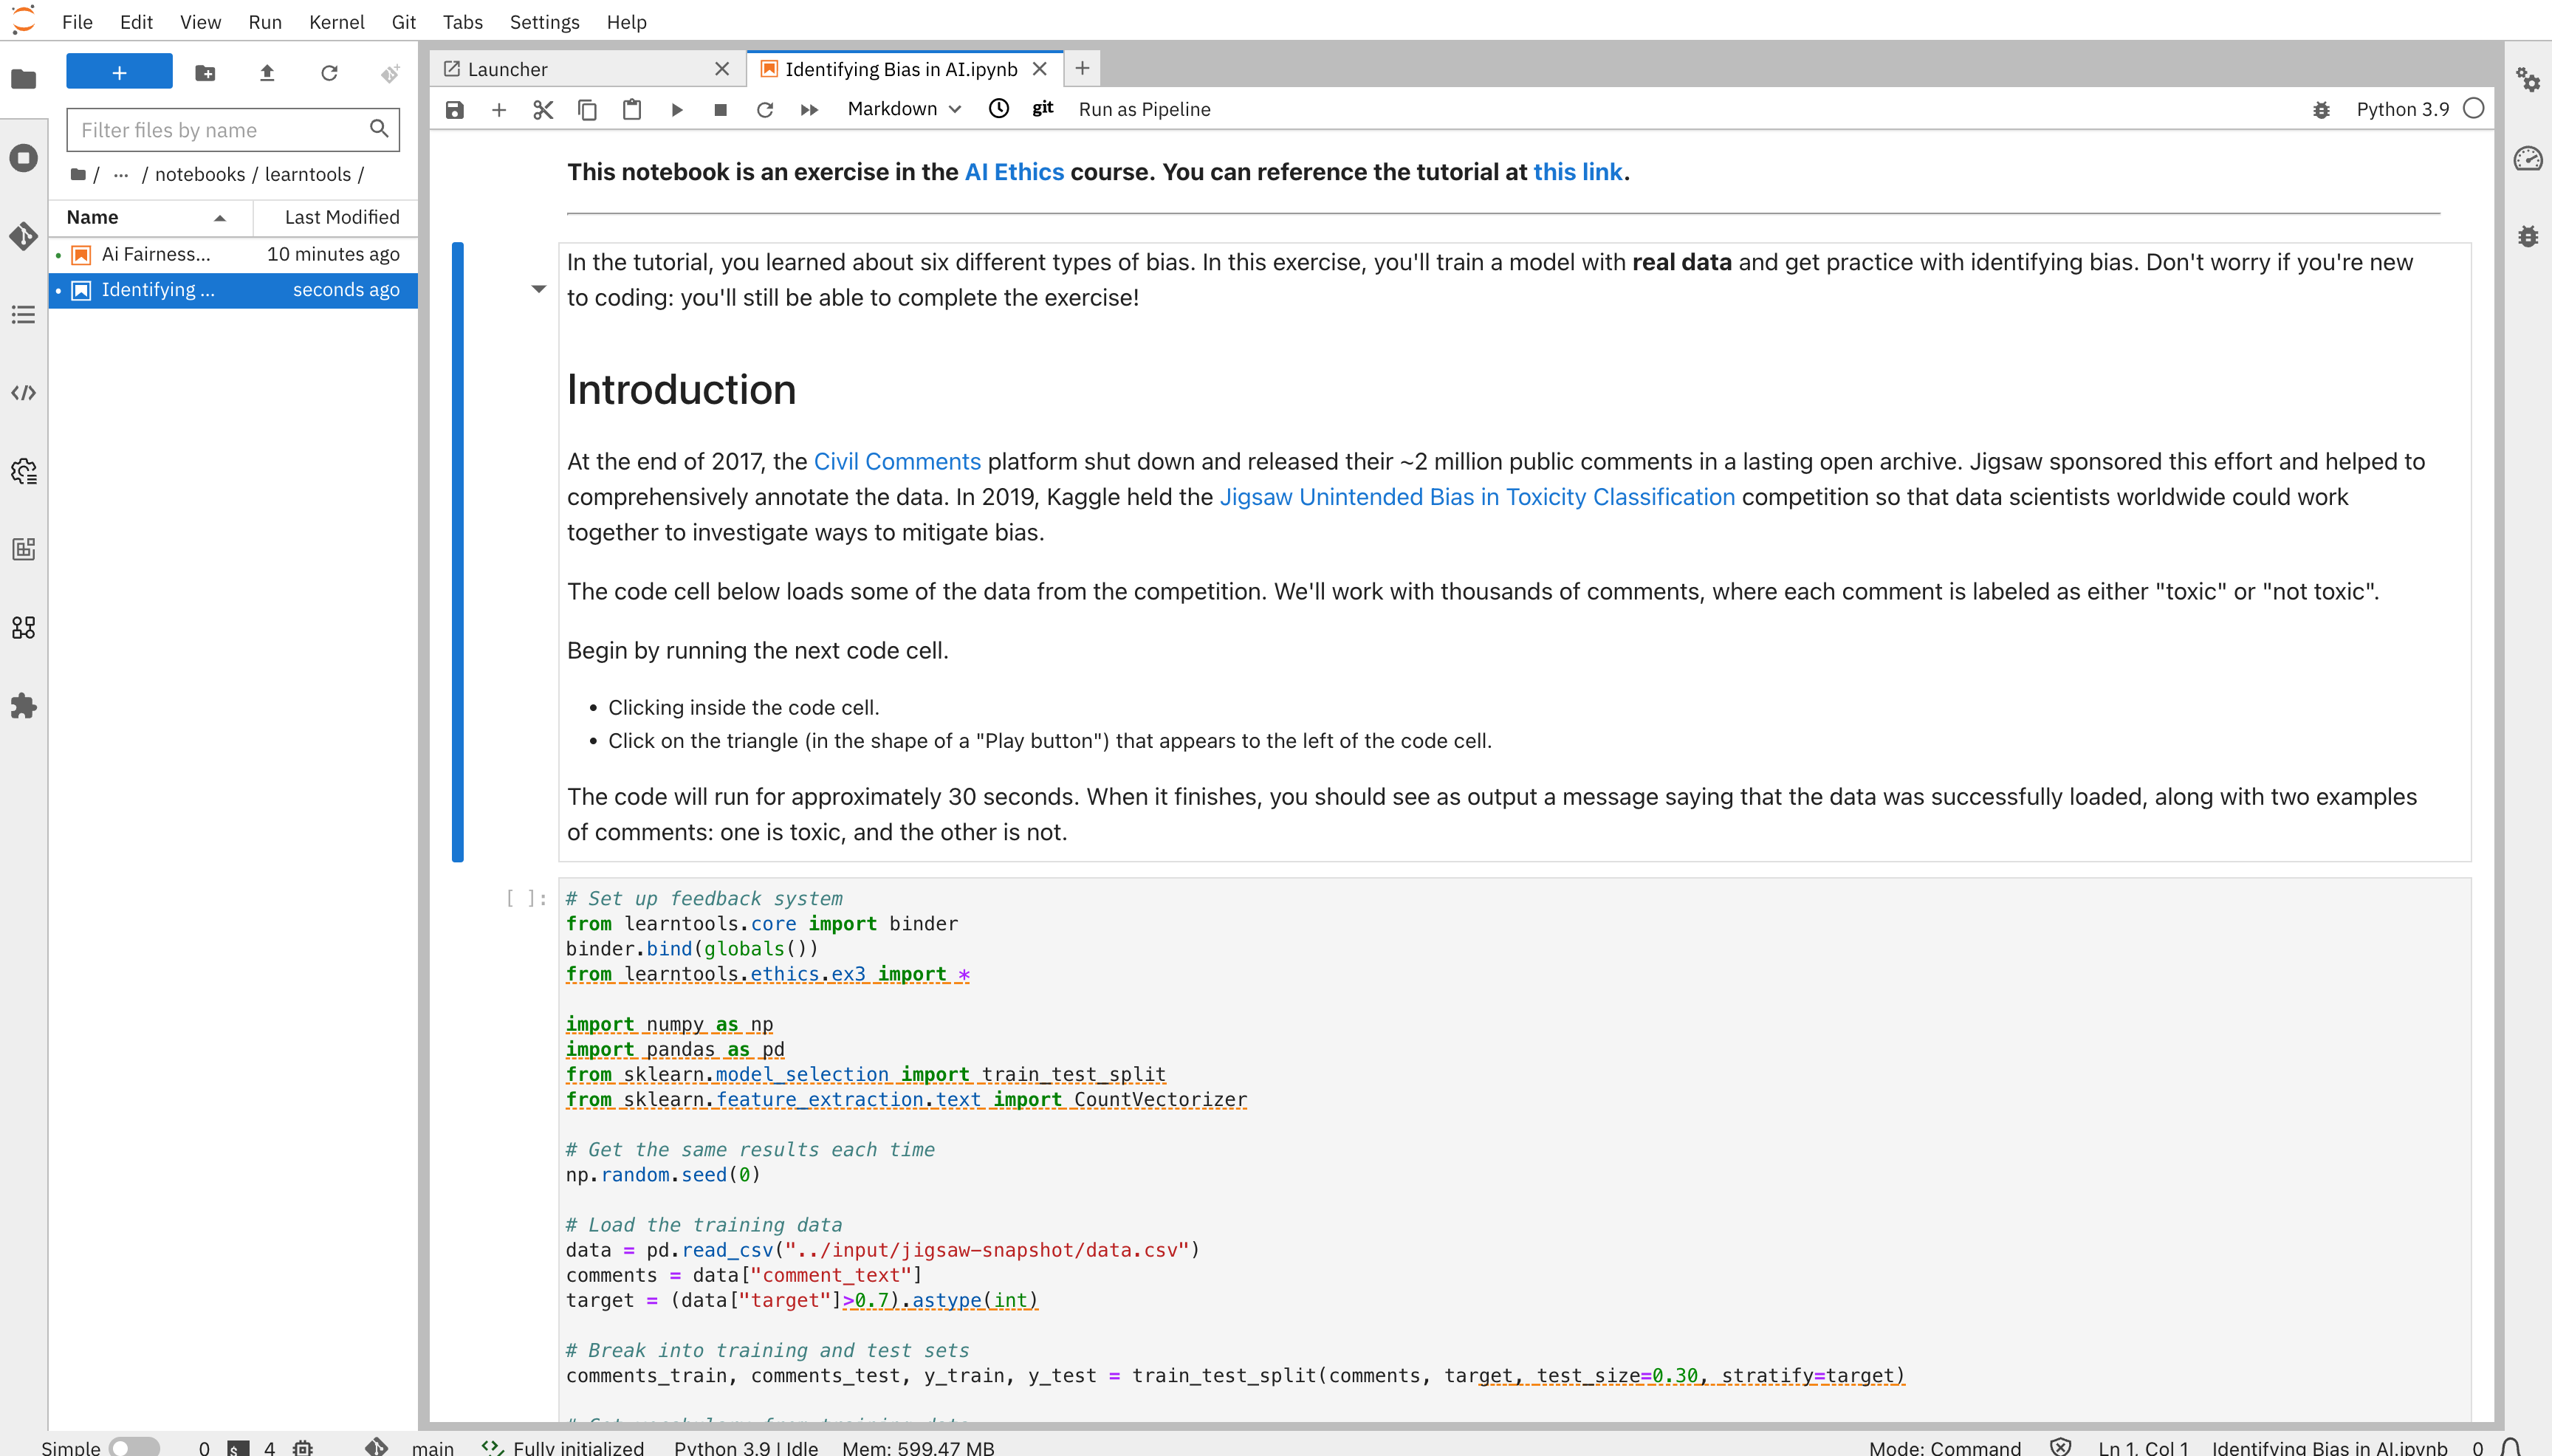 File Edit View Run Kernel Git Tabs Settings Help
Filter files by name
/ ... / notebooks / learntools /
Name Last Modified
Ai Fairness... 10 minutes ago
Identifying ... seconds ago
Launcher
Identifying Bias in AI.ipynb
Markdown
git
Run as Pipeline
Python 3.9
This notebook is an exercise in the AI Ethics course. You can reference the tutorial at this link.
In the tutorial, you learned about six different types of bias. In this exercise, you'll train a model with real data and get practice with identifying bias. Don't worry if you're new
to coding: you'll still be able to complete the exercise!
Introduction
At the end of 2017, the Civil Comments platform shut down and released their ~2 million public comments in a lasting open archive. Jigsaw sponsored this effort and helped to
comprehensively annotate the data. In 2019, Kaggle held the Jigsaw Unintended Bias in Toxicity Classification competition so that data scientists worldwide could work
together to investigate ways to mitigate bias.
The code cell below loads some of the data from the competition. We'll work with thousands of comments, where each comment is labeled as either "toxic" or "not toxic".
Begin by running the next code cell.
• Clicking inside the code cell.
• Click on the triangle (in the shape of a "Play button") that appears to the left of the code cell.
The code will run for approximately 30 seconds. When it finishes, you should see as output a message saying that the data was successfully loaded, along with two examples
of comments: one is toxic, and the other is not.
[ ]: # Set up feedback system
from learntools.core import binder
binder.bind(globals())
from learntools.ethics.ex3 import *
import numpy as np
import pandas as pd
from sklearn.model_selection import train_test_split
from sklearn.feature_extraction.text import CountVectorizer
# Get the same results each time
np.random.seed(0)
# Load the training data
data = pd.read_csv("../input/jigsaw-snapshot/data.csv")
comments = data["comment_text"]
target = (data["target"]>0.7).astype(int)
# Break into training and test sets
comments_train, comments_test, y_train, y_test = train_test_split(comments, target, test_size=0.30, stratify=target)
Simple 0 $_ 4 main Fully initialized Python 3.9 | Idle Mem: 599.47 MB Mode: Command Ln 1, Col 1 Identifying Bias in AI.ipynb 0